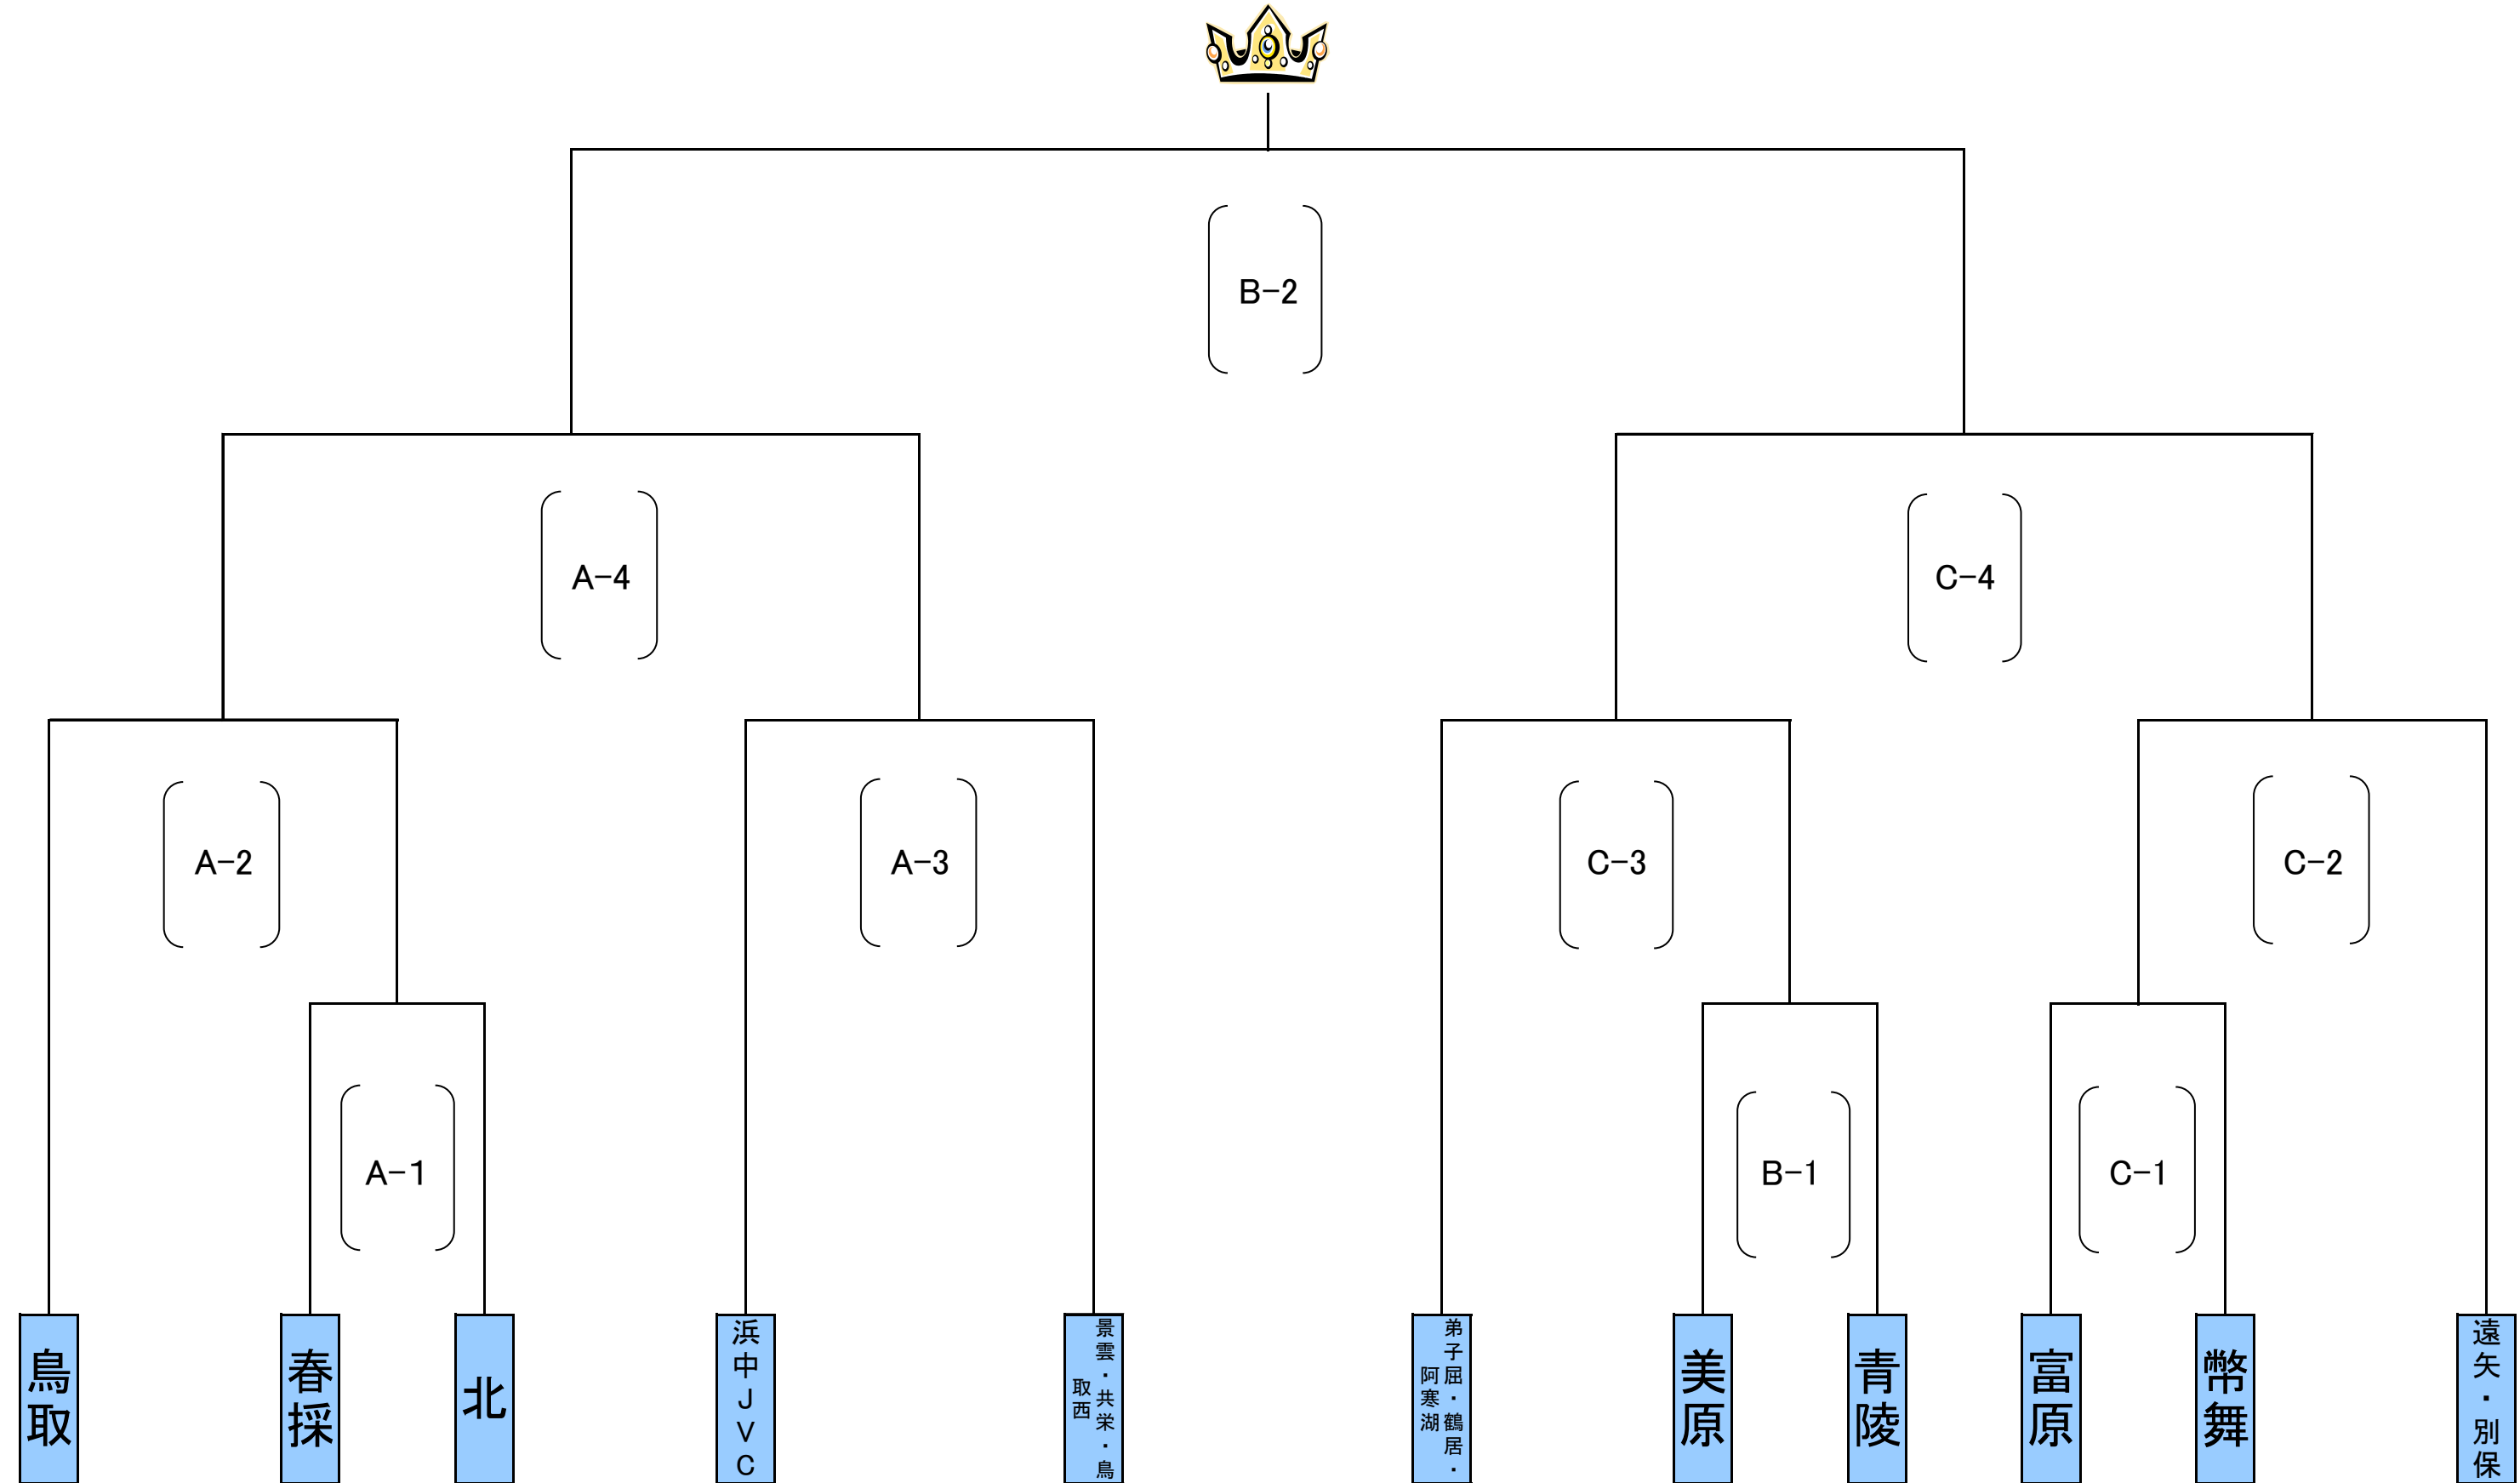 B-2
A-4
C-4
A-2
A-3
C-3
C-2
A-1
B-1
C-1
鳥取
春採
北
浜中JVC
景雲・共栄・鳥
取西
弟子屈・鶴居・
阿寒湖
美原
青陵
富原
幣舞
遠矢・別保